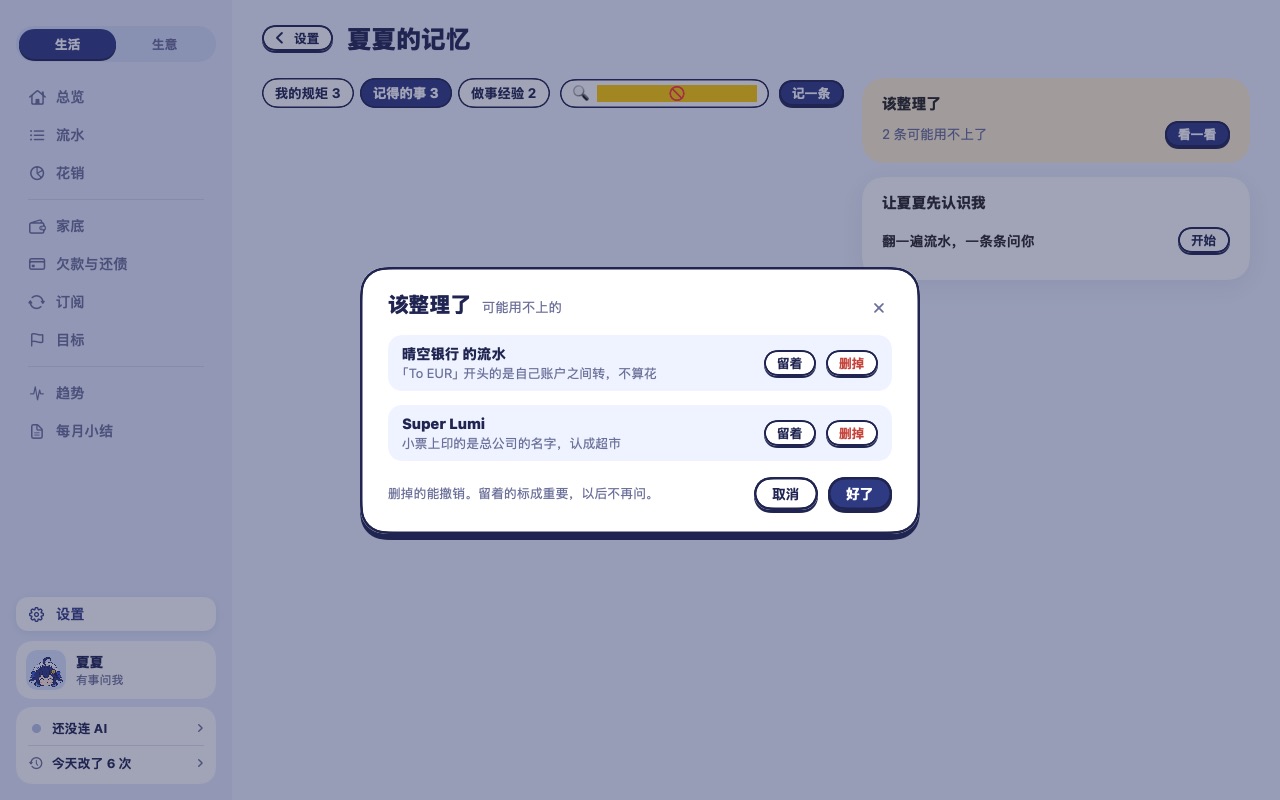 生活
生意
总览
流水
花销
家底
欠款与还债
订阅
目标
趋势
每月小结
设置
夏夏
有事问我
还没连 AI
今天改了 6 次
设置
夏夏的记忆
我的规矩 3
记得的事 3
做事经验 2
记一条
该整理了
2 条可能用不上了
看一看
让夏夏先认识我
翻一遍流水，一条条问你
开始
该整理了 可能用不上的
晴空银行 的流水
「To EUR」开头的是自己账户之间转，不算花
留着
删掉
Super Lumi
小票上印的是总公司的名字，认成超市
留着
删掉
删掉的能撤销。留着的标成重要，以后不再问。
取消
好了